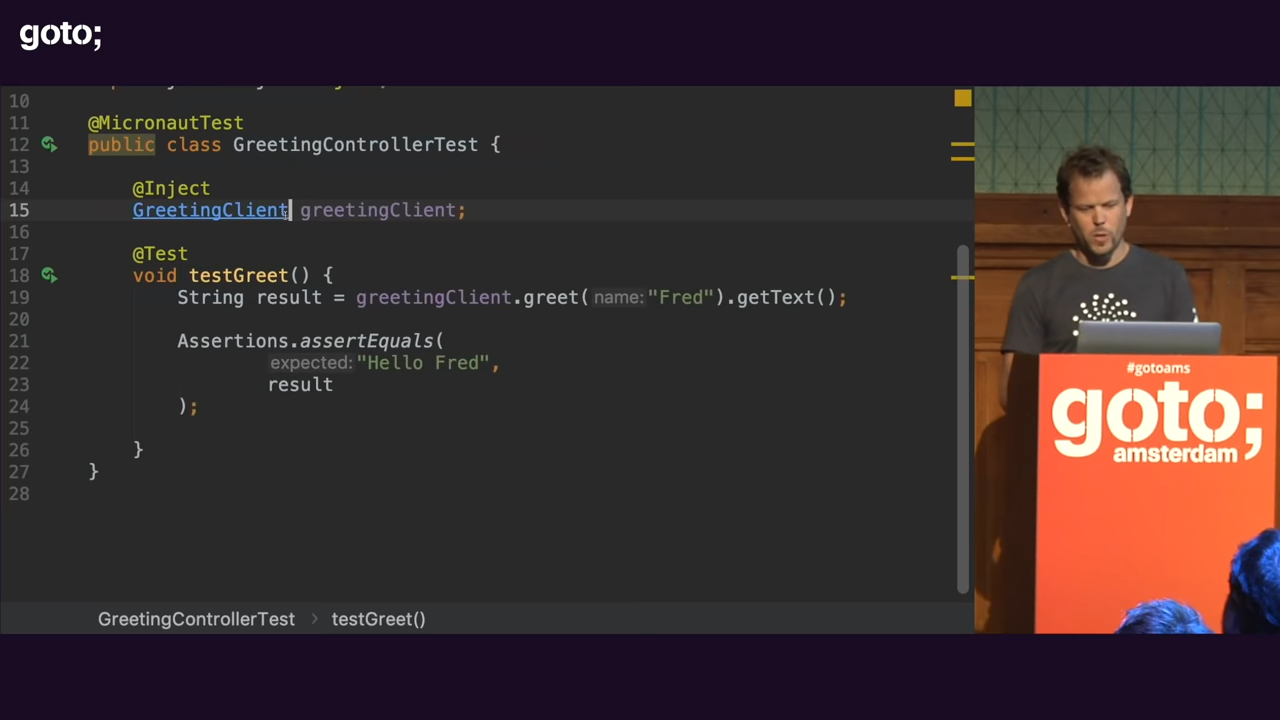 goto;
10
11 @MicronautTest
12 public class GreetingControllerTest {
13
14 @Inject
15 GreetingClient greetingClient;
16
17 @Test
18 void testGreet() {
19 String result = greetingClient.greet( name: "Fred").getText();
20
21 Assertions.assertEquals(
22 expected: "Hello Fred",
23 result
24 );
25
26 }
27 }
28
GreetingControllerTest > testGreet()
#gotoams
goto;
amsterdam